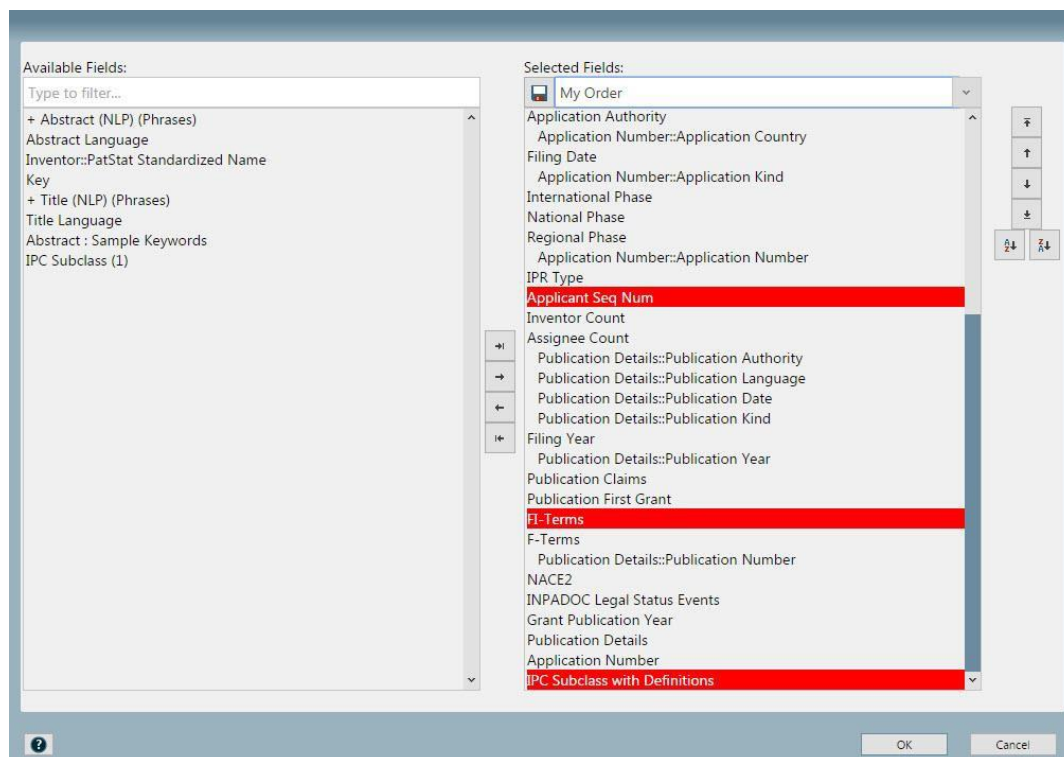 Available Fields:
Type to filter...
+ Abstract (NLP) (Phrases)
Abstract Language
Inventor::PatStat Standardized Name
Key
+ Title (NLP) (Phrases)
Title Language
Abstract : Sample Keywords
IPC Subclass (1)
Selected Fields:
My Order
Application Authority
Application Number::Application Country
Filing Date
Application Number::Application Kind
International Phase
National Phase
Regional Phase
Application Number::Application Number
IPR Type
Applicant Seq Num
Inventor Count
Assignee Count
Publication Details::Publication Authority
Publication Details::Publication Language
Publication Details::Publication Date
Publication Details::Publication Kind
Filing Year
Publication Details::Publication Year
Publication Claims
Publication First Grant
FI-Terms
F-Terms
Publication Details::Publication Number
NACE2
INPADOC Legal Status Events
Grant Publication Year
Publication Details
Application Number
IPC Subclass with Definitions
A Z
Z A
?
OK
Cancel